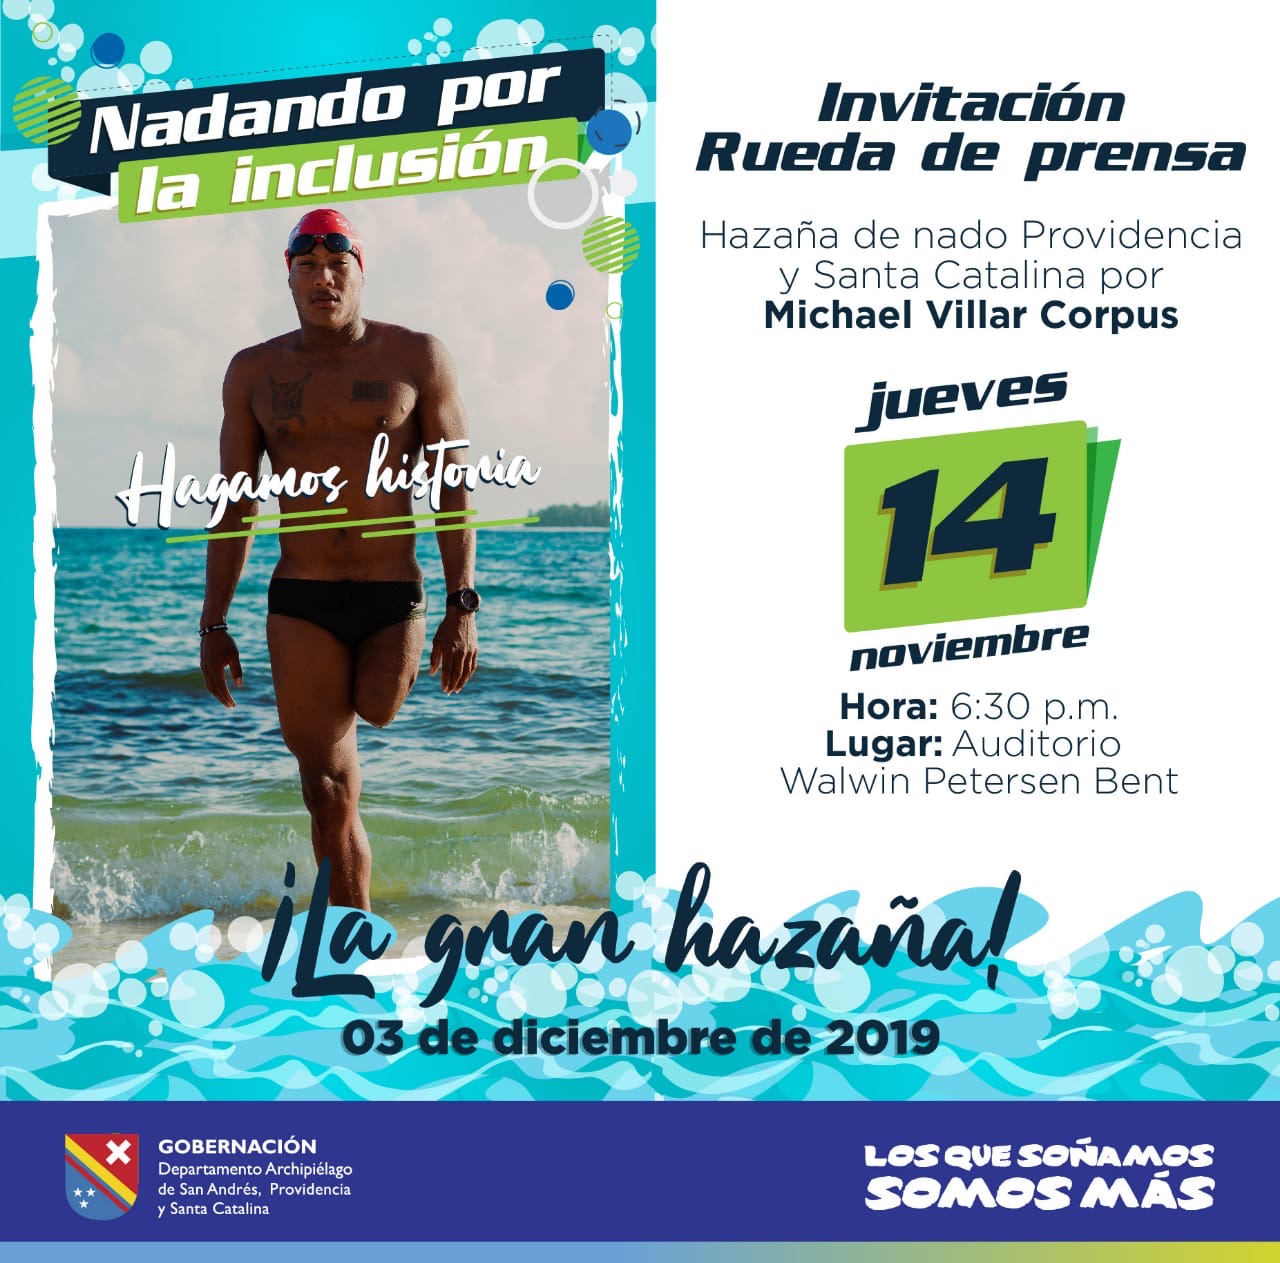 Nadando por
la inclusión
Hagamos historia
Invitación
Rueda de prensa
Hazaña de nado Providencia
y Santa Catalina por
Michael Villar Corpus
jueves
14
noviembre
Hora: 6:30 p.m.
Lugar: Auditorio
Walwin Petersen Bent
¡La gran hazaña!
03 de diciembre de 2019
GOBERNACIÓN
Departamento Archipiélago
de San Andrés, Providencia
y Santa Catalina
LOS QUE SOÑAMOS
SOMOS MÁS